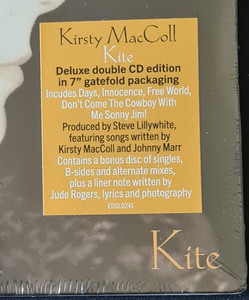 Kirsty MacColl
Kite
Deluxe double CD edition
in 7” gatefold packaging
Incudes Days, Innocence, Free World,
Don't Come The Cowboy With
Me Sonny Jim!
Produced by Steve Lillywhite,
featuring songs written by
Kirsty MacColl and Johnny Marr
Contains a bonus disc of singles,
B-sides and alternate mixes,
plus a liner note written by
Jude Rogers, lyrics and photography
EDSL0241
Kite